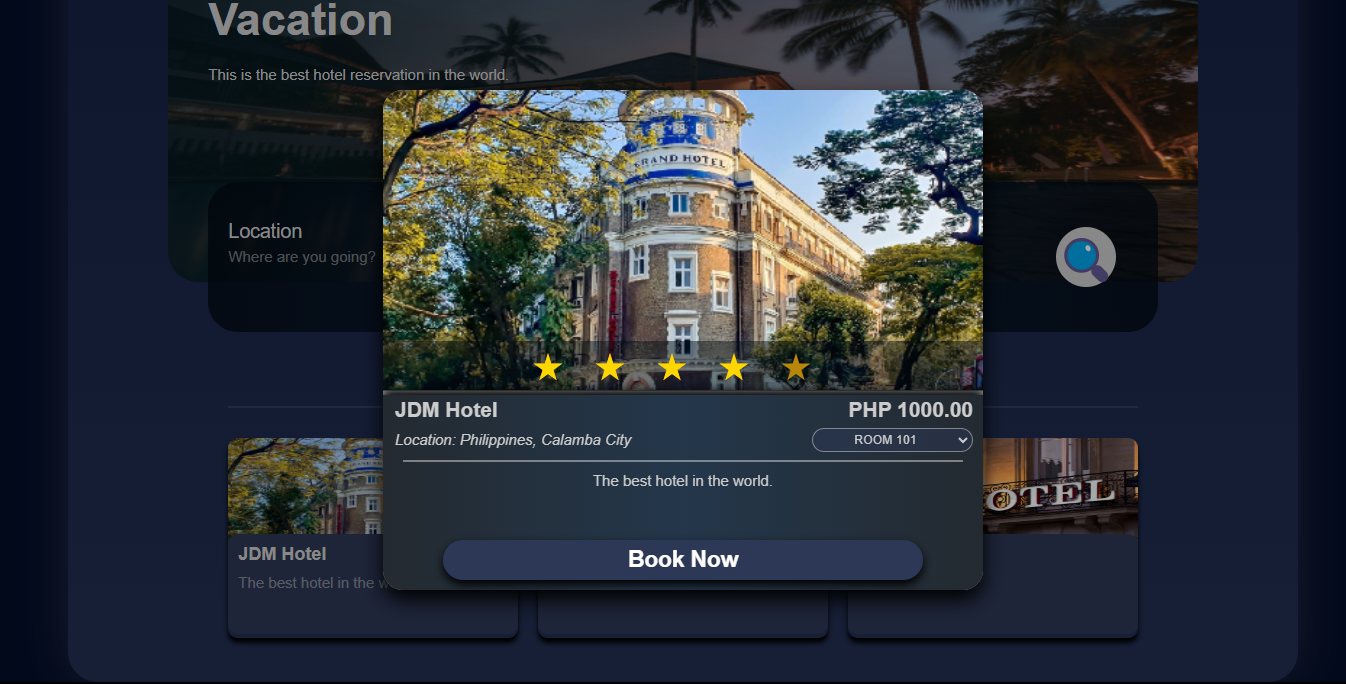 Vacation
This is the best hotel reservation in the world.
GRAND HOTEL
Location
Where are you going?
JDM Hotel
PHP 1000.00
Location: Philippines, Calamba City
ROOM 101
The best hotel in the world.
Book Now
OTEL
JDM Hotel
The best hotel in the w